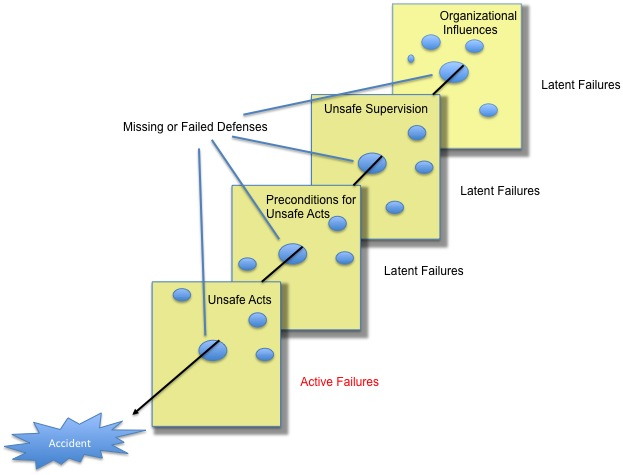 Organizational
Influences
Latent Failures
Unsafe Supervision
Missing or Failed Defenses
Latent Failures
Preconditions for
Unsafe Acts
Latent Failures
Unsafe Acts
Active Failures
Accident